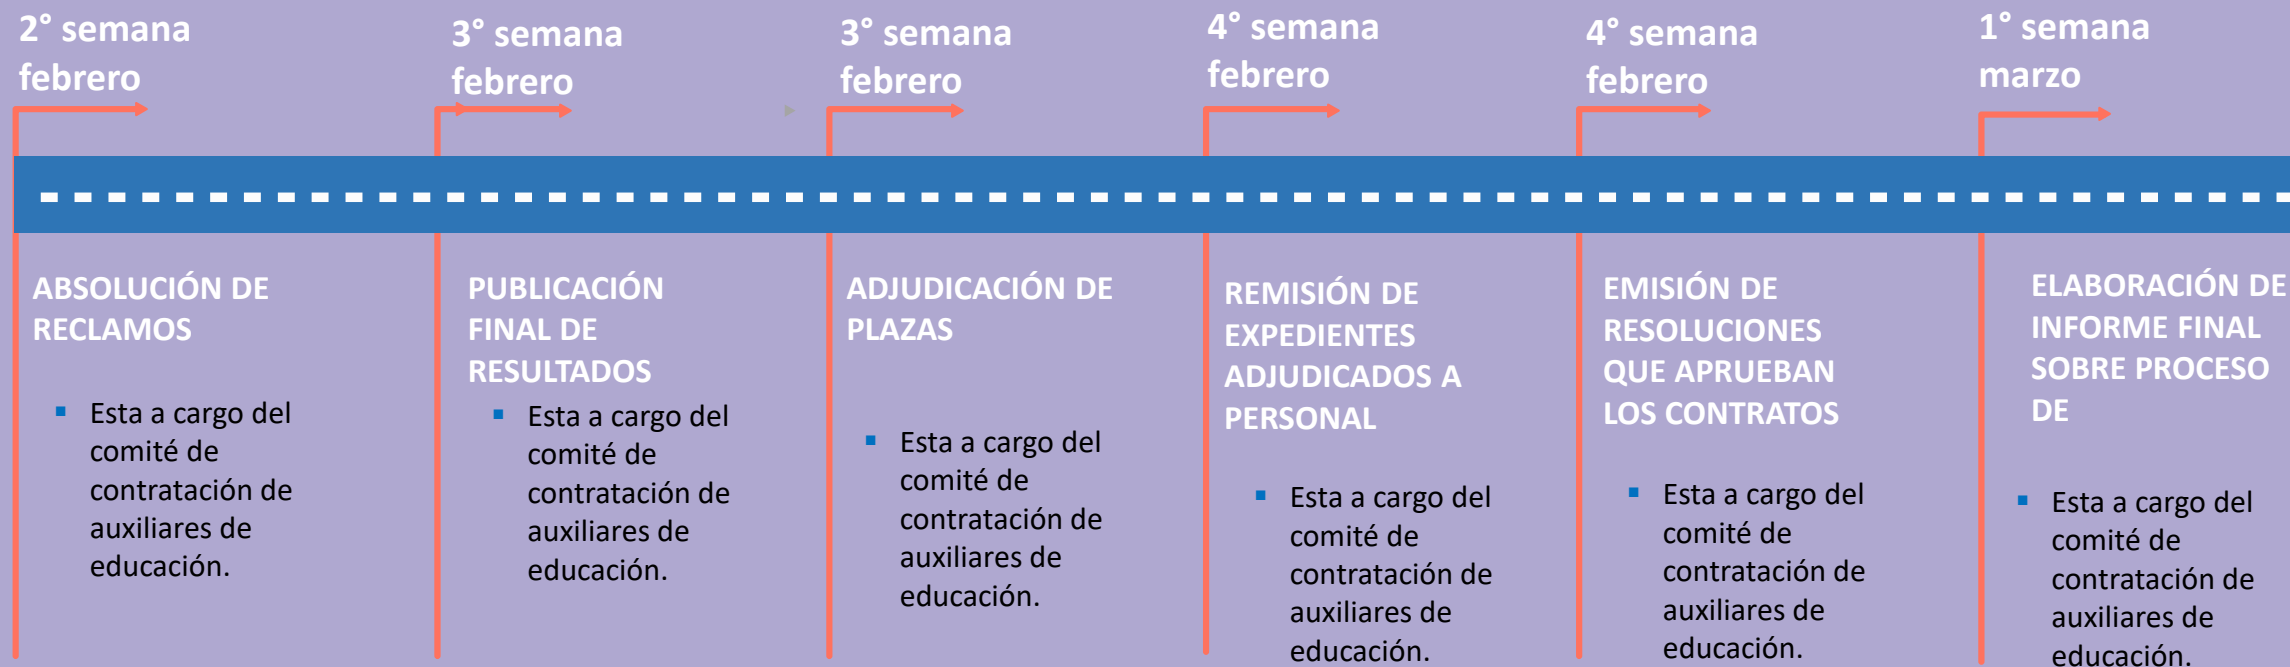 2° semana
febrero
3° semana
febrero
3° semana
febrero
4° semana
febrero
4° semana
febrero
1° semana
marzo
ABSOLUCIÓN DE
RECLAMOS
Esta a cargo del
comité de
contratación de
auxiliares de
educación.
PUBLICACIÓN
FINAL DE
RESULTADOS
Esta a cargo del
comité de
contratación de
auxiliares de
educación.
ADJUDICACIÓN DE
PLAZAS
Esta a cargo del
comité de
contratación de
auxiliares de
educación.
REMISIÓN DE
EXPEDIENTES
ADJUDICADOS A
PERSONAL
Esta a cargo del
comité de
contratación de
auxiliares de
educación.
EMISIÓN DE
RESOLUCIONES
QUE APRUEBAN
LOS CONTRATOS
Esta a cargo del
comité de
contratación de
auxiliares de
educación.
ELABORACIÓN DE
INFORME FINAL
SOBRE PROCESO
DE
Esta a cargo del
comité de
contratación de
auxiliares de
educación.